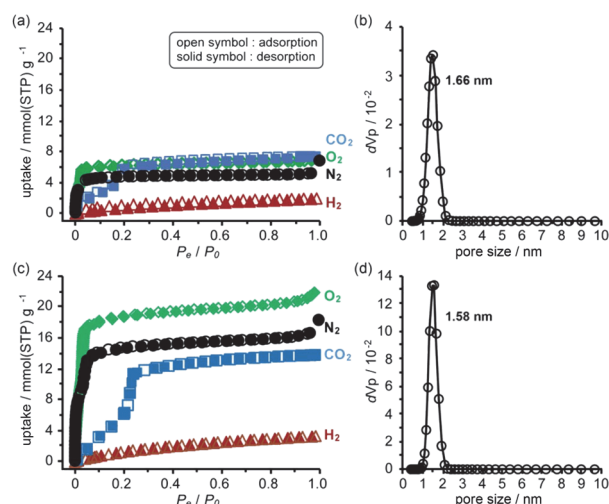 (a)
24
20
16
12
8
4
0
uptake / mmol(STP) g⁻¹
open symbol : adsorption
solid symbol : desorption
CO₂
O₂
N₂
H₂
0 0.2 0.4 0.6 0.8 1.0
Pₑ / P₀
(b)
4
3
2
1
0
dVp / 10⁻²
1.66 nm
0 1 2 3 4 5 6 7 8 9 10
pore size / nm
(c)
24
20
16
12
8
4
0
uptake / mmol(STP) g⁻¹
O₂
N₂
CO₂
H₂
0 0.2 0.4 0.6 0.8 1.0
Pₑ / P₀
(d)
14
12
10
8
6
4
2
0
dVp / 10⁻²
1.58 nm
0 1 2 3 4 5 6 7 8 9 10
pore size / nm